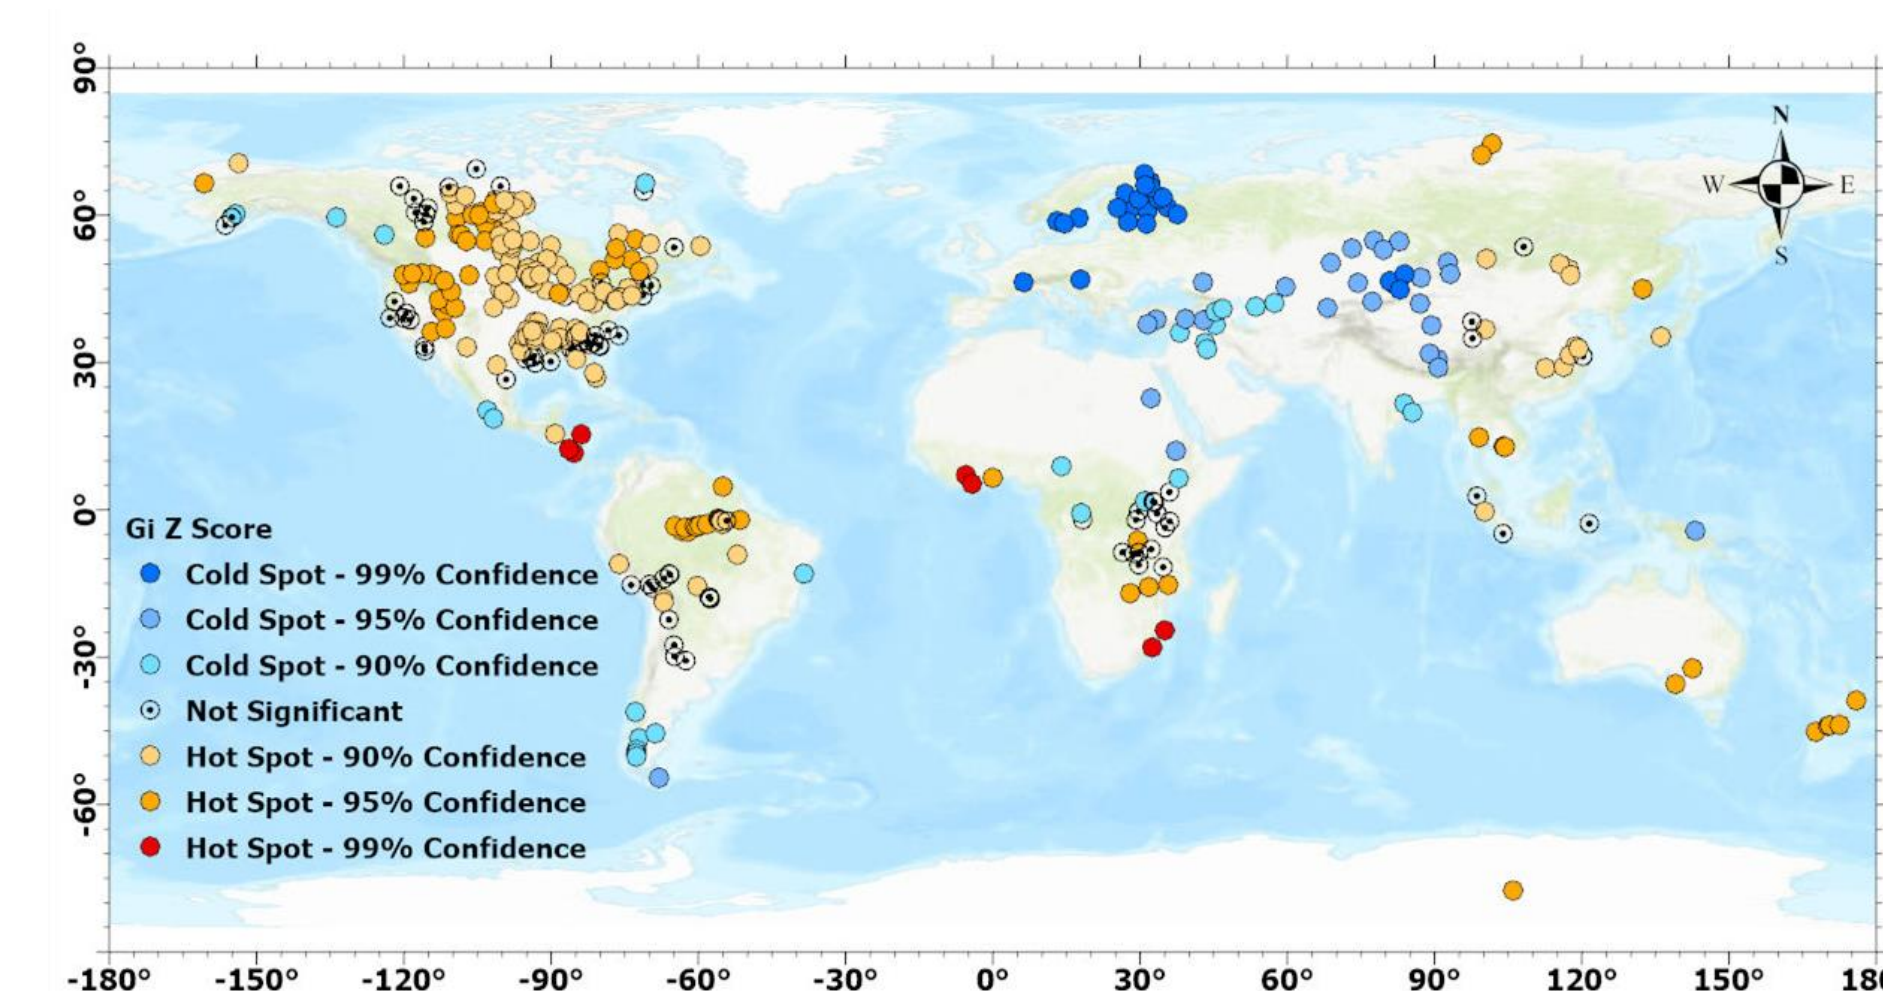 90°
60°
30°
0°
-30°
-60°
N
W E
S
Gi Z Score
Cold Spot - 99% Confidence
Cold Spot - 95% Confidence
Cold Spot - 90% Confidence
Not Significant
Hot Spot - 90% Confidence
Hot Spot - 95% Confidence
Hot Spot - 99% Confidence
-180° -150° -120° -90° -60° -30° 0° 30° 60° 90° 120° 150° 180